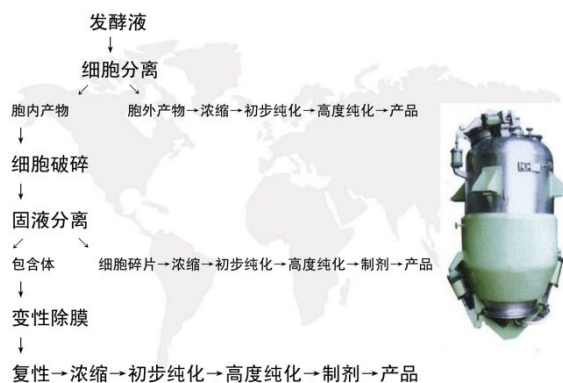 发酵液
↓
细胞分离
↙ ↘
胞内产物 胞外产物→浓缩→初步纯化→高度纯化→产品
↓
细胞破碎
↓
固液分离
↙ ↘
包含体 细胞碎片→浓缩→初步纯化→高度纯化→制剂→产品
↓
变性除膜
↓
复性→浓缩→初步纯化→高度纯化→制剂→产品